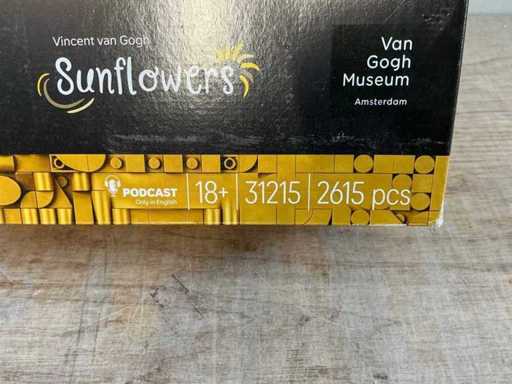 Vincent van Gogh
Sunflowers
Van
Gogh
Museum
Amsterdam
PODCAST
Only in English
18+
31215
2615 pcs